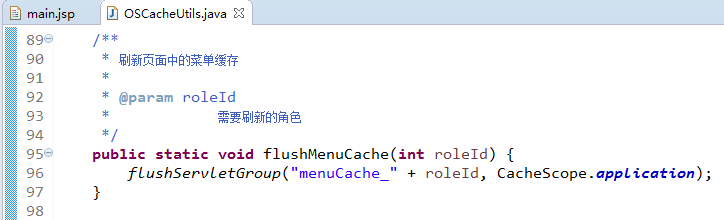 main.jsp OSCacheUtils.java
89 /**
90 * 刷新页面中的菜单缓存
91 *
92 * @param roleId
93 * 需要刷新的角色
94 */
95 public static void flushMenuCache(int roleId) {
96 flushServletGroup("menuCache_" + roleId, CacheScope.application);
97 }
98